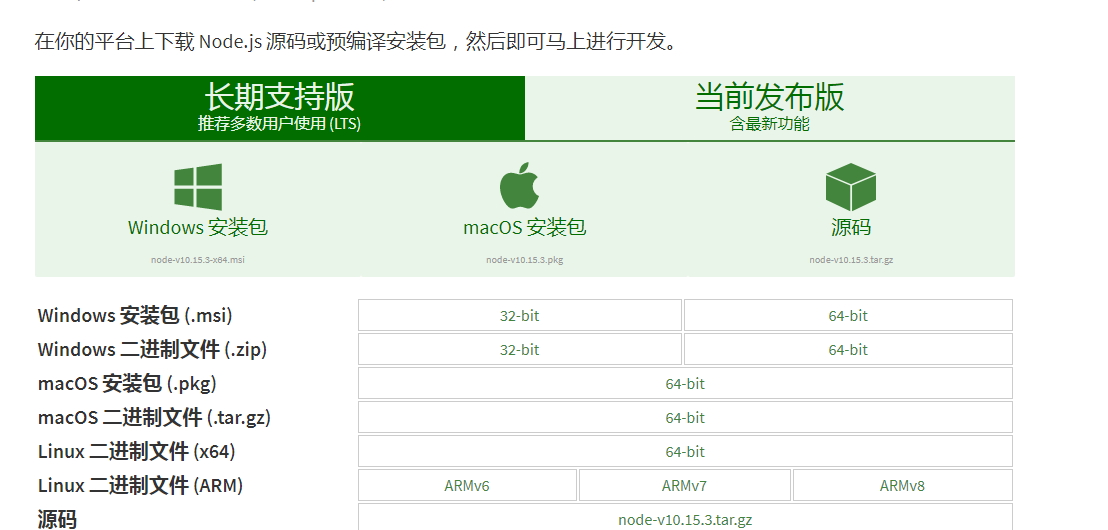 在你的平台上下载 Node.js 源码或预编译安装包，然后即可马上进行开发。
长期支持版
推荐多数用户使用 (LTS)
当前发布版
含最新功能
Windows 安装包
node-v10.15.3-x64.msi
macOS 安装包
node-v10.15.3.pkg
源码
node-v10.15.3.tar.gz
Windows 安装包 (.msi) 32-bit 64-bit
Windows 二进制文件 (.zip) 32-bit 64-bit
macOS 安装包 (.pkg) 64-bit
macOS 二进制文件 (.tar.gz) 64-bit
Linux 二进制文件 (x64) 64-bit
Linux 二进制文件 (ARM) ARMv6 ARMv7 ARMv8
源码 node-v10.15.3.tar.gz